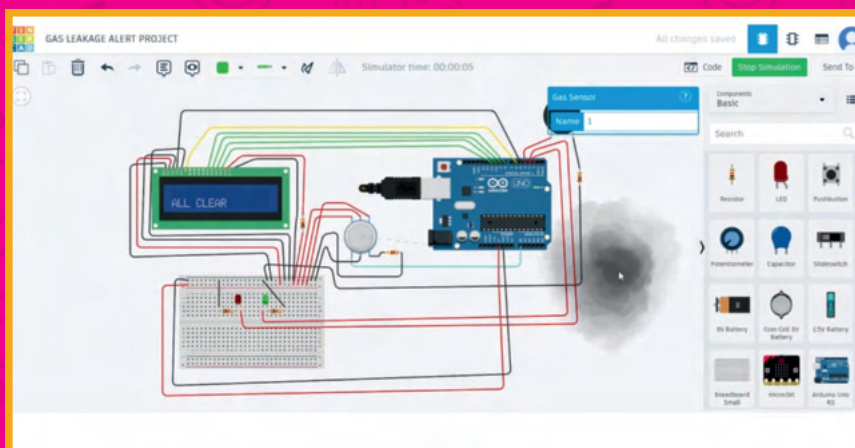 GAS LEAKAGE ALERT PROJECT
All changes saved
Simulator time: 00:00:05
Code
Stop Simulation
Send To
Gas Sensor
?
Name 1
Components
Basic
Search
ALL CLEAR
UNO
Resistor
LED
Pushbutton
Potentiometer
Capacitor
Slideswitch
9V Battery
Coin Cell 3V
Battery
1.5V Battery
Breadboard
Small
micro:bit
Arduino Uno
R3